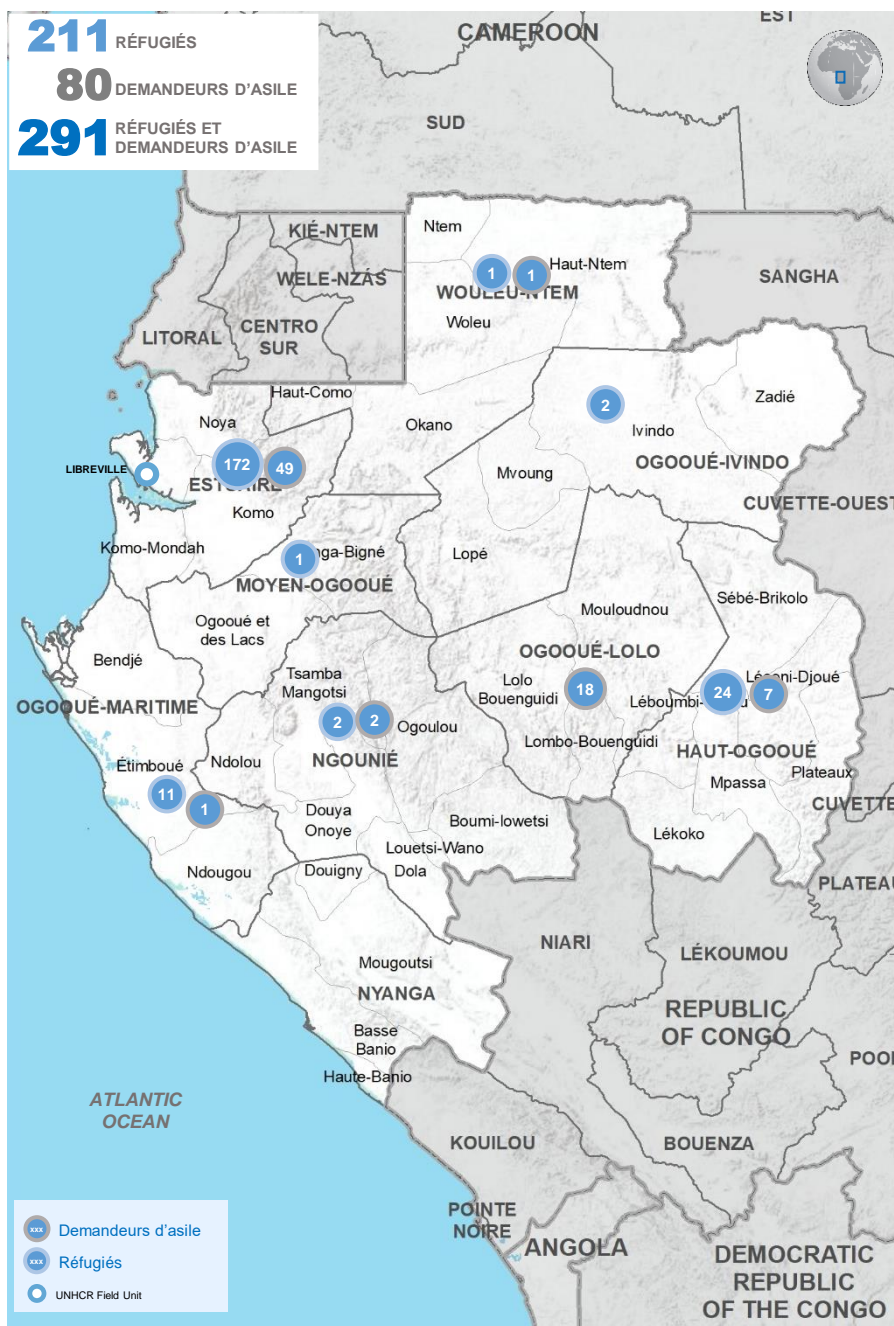 211 RÉFUGIÉS
80 DEMANDEURS D'ASILE
291 RÉFUGIÉS ET
DEMANDEURS D'ASILE
EST
CAMEROON
SUD
KIÉ-NTEM
Ntem
1
1
Haut-Ntem
WELE-NZÁS
WOULEU-NTEM
SANGHA
LITORAL
CENTRO
SUR
Woleu
Haut-Como
Zadié
Noya
Okano
2
Ivindo
LIBREVILLE
172
49
OGOOUÉ-IVINDO
Mvoung
Komo
CUVETTE-OUEST
Komo-Mondah
1
Lopé
MOYEN-OGOOUÉ
Sébé-Brikolo
Mouloudnou
Ogooué et
des Lacs
OGOOUÉ-LOLO
Bendjé
Tsamba
Mangotsi
Lolo
Bouenguidi
18
24
7
OGOOUÉ-MARITIME
2
2
Ogoulou
Lombo-Bouenguidi
HAUT-OGOOUÉ
Étimboué
Ndolou
NGOUNIÉ
Mpassa
Plateaux
11
1
CUVETTE
Douya
Onoye
Boumi-lowetsi
Lékoko
Louetsi-Wano
Ndougou
Douigny
Dola
NIARI
LÉKOUMOU
Mougoutsi
NYANGA
REPUBLIC
OF CONGO
Basse
Banio
Haute-Banio
ATLANTIC
OCEAN
KOUILOU
BOUENZA
POINTE
NOIRE
ANGOLA
DEMOCRATIC
REPUBLIC
OF THE CONGO
xxx Demandeurs d'asile
xxx Réfugiés
UNHCR Field Unit